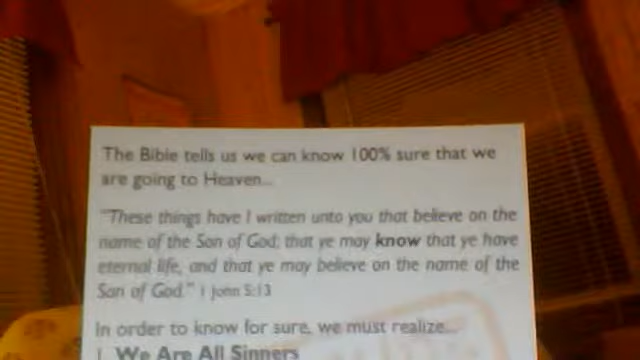 The Bible tells us we can know 100% sure that we
are going to Heaven...
"These things have I written unto you that believe on the
name of the Son of God; that ye may know that ye have
eternal life, and that ye may believe on the name of the
Son of God." 1 John 5:13
In order to know for sure, we must realize...
1. We Are All Sinners